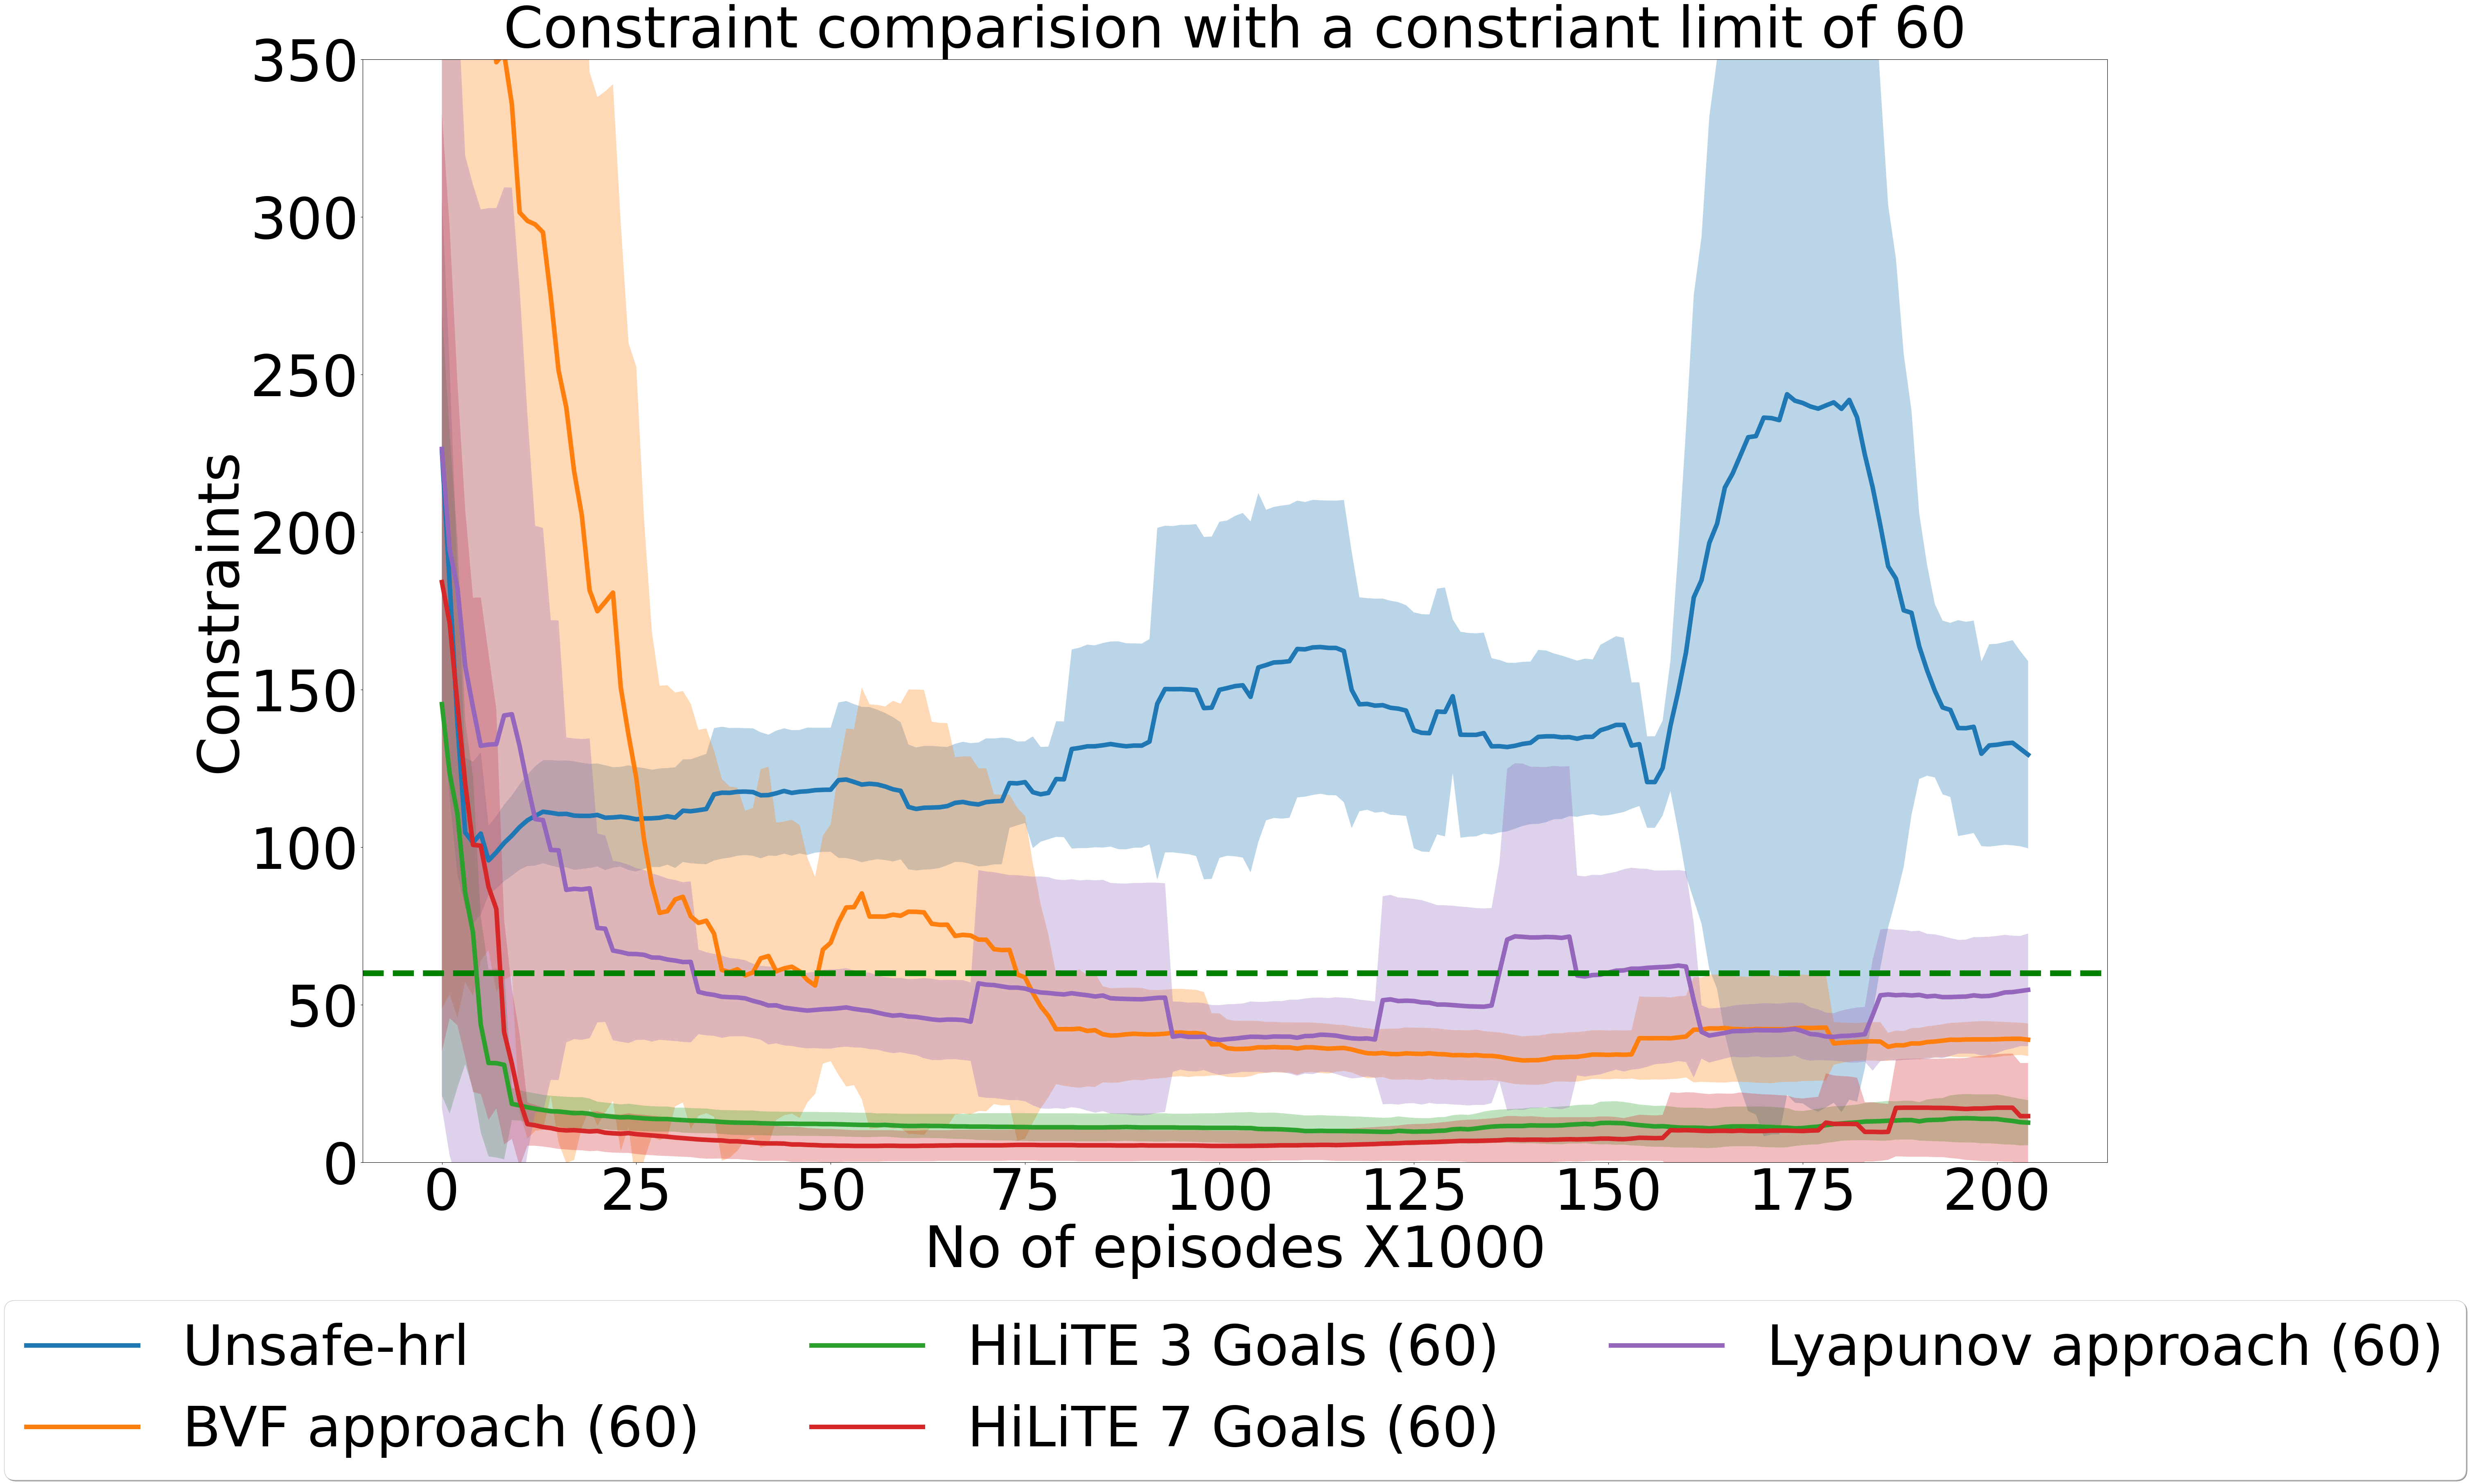 Constraint comparision with a constriant limit of 60
350
300
250
200
150
100
50
0
Constraints
0 25 50 75 100 125 150 175 200
No of episodes X1000
Unsafe-hrl HiLiTE 3 Goals (60) Lyapunov approach (60)
BVF approach (60) HiLiTE 7 Goals (60)